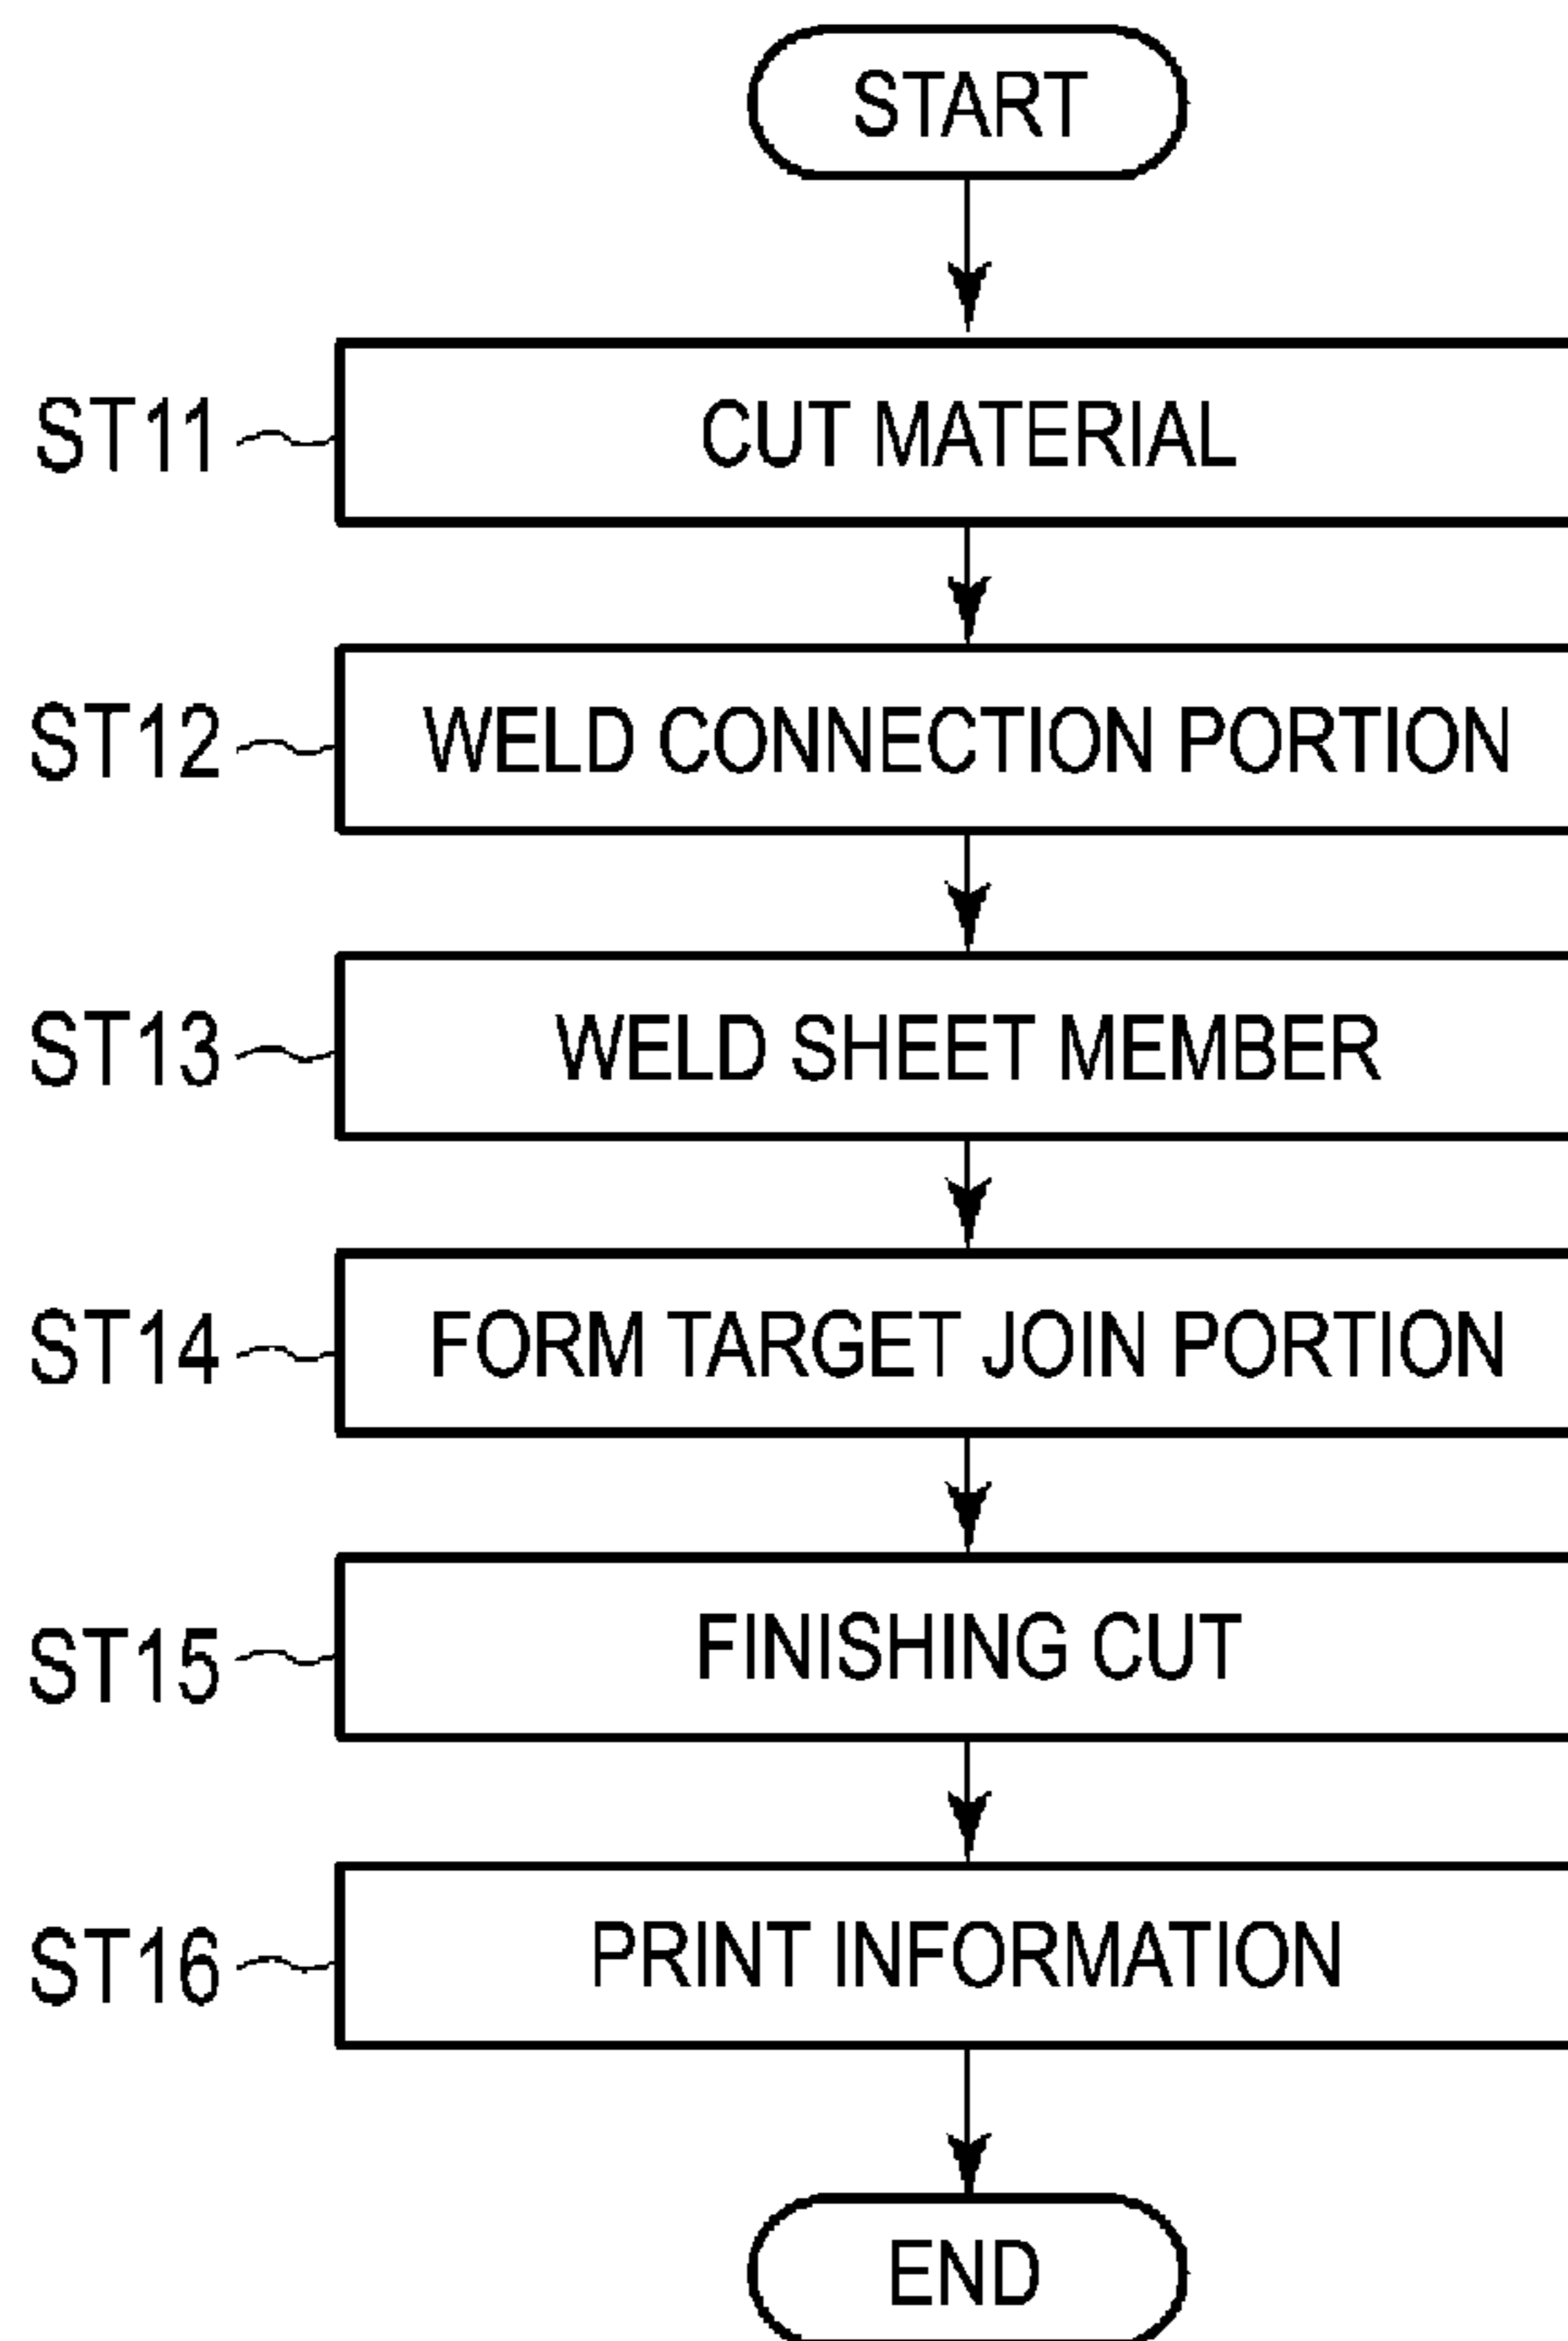 START
ST11 CUT MATERIAL
ST12 WELD CONNECTION PORTION
ST13 WELD SHEET MEMBER
ST14 FORM TARGET JOIN PORTION
ST15 FINISHING CUT
ST16 PRINT INFORMATION
END